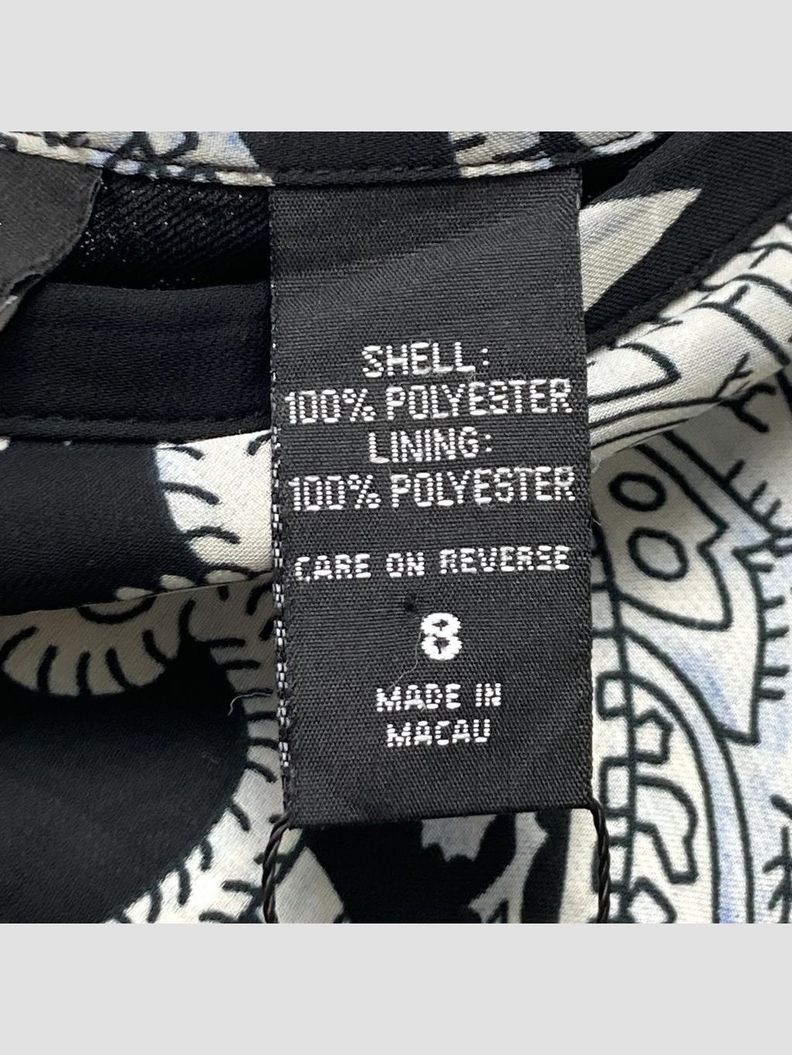 SHELL:
100% POLYESTER
LINING:
100% POLYESTER
CARE ON REVERSE
8
MADE IN
MACAU